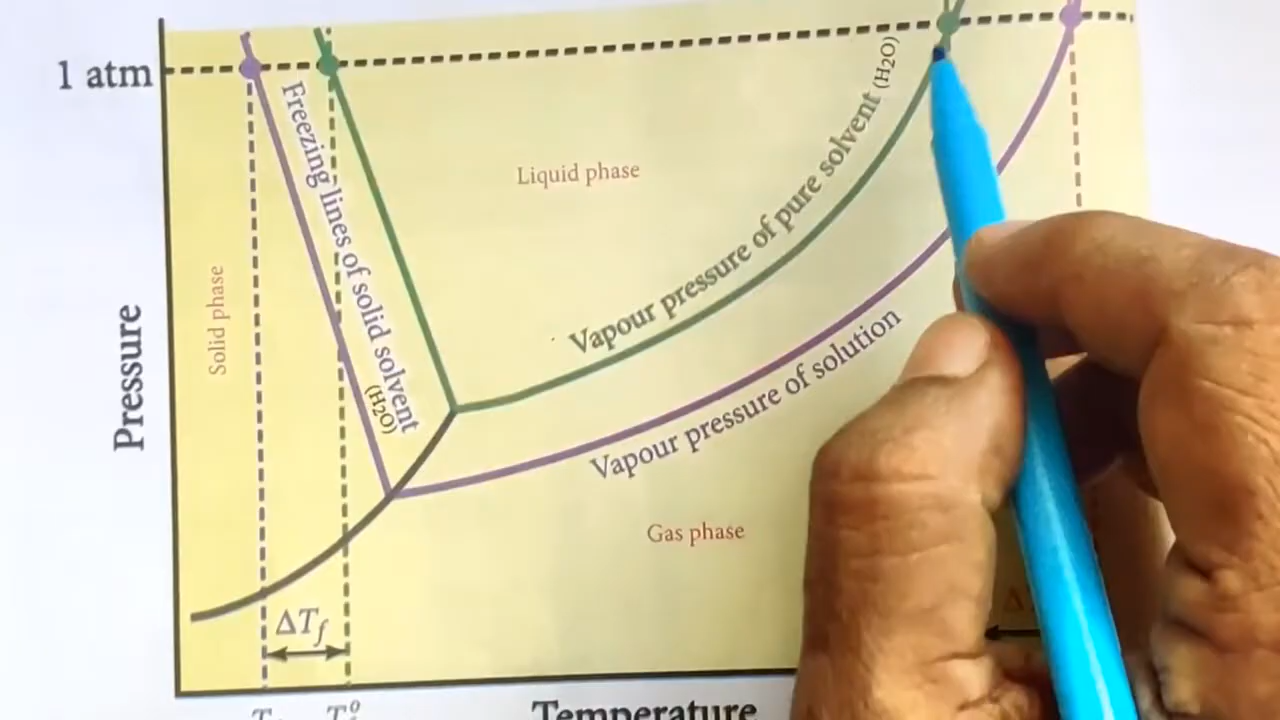 1 atm
Freezing lines of solid solvent
(H2O)
Liquid phase
Vapour pressure of pure solvent (H2O)
Solid phase
Pressure
Vapour pressure of solution
Gas phase
ΔTf
Temperature